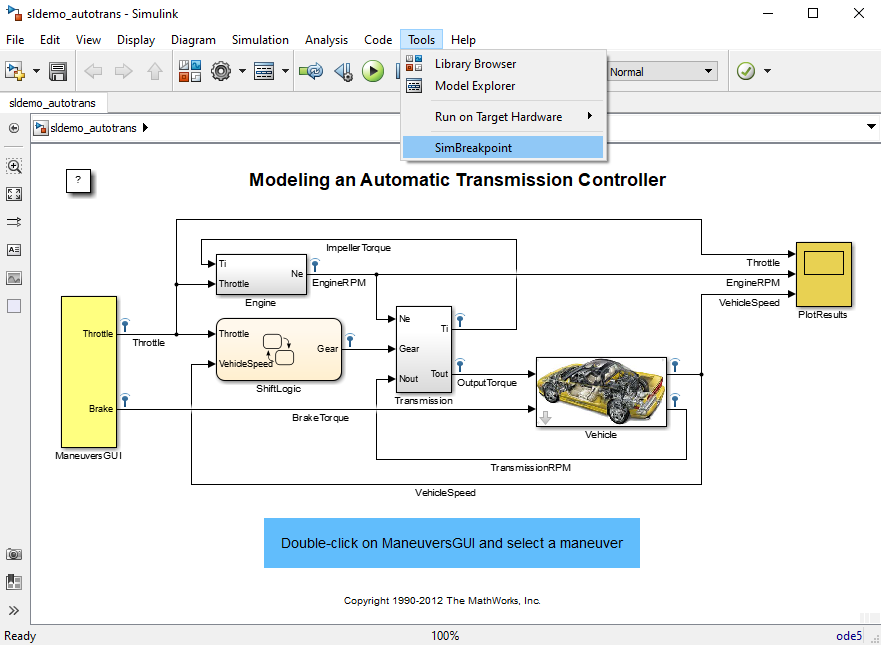 sldemo_autotrans - Simulink
File Edit View Display Diagram Simulation Analysis Code Tools Help
Library Browser
Model Explorer
Run on Target Hardware
SimBreakpoint
Normal
sldemo_autotrans
sldemo_autotrans
?
Modeling an Automatic Transmission Controller
ImpellerTorque
Ti
Throttle
Ne
Engine
EngineRPM
Throttle
EngineRPM
VehicleSpeed
PlotResults
Throttle
Brake
ManeuversGUI
Throttle
Throttle
VehicleSpeed
Gear
ShiftLogic
Ne
Gear
Nout
Ti
Tout
Transmission
OutputTorque
BrakeTorque
Vehicle
TransmissionRPM
VehicleSpeed
Double-click on ManeuversGUI and select a maneuver
Copyright 1990-2012 The MathWorks, Inc.
Ready 100% ode5